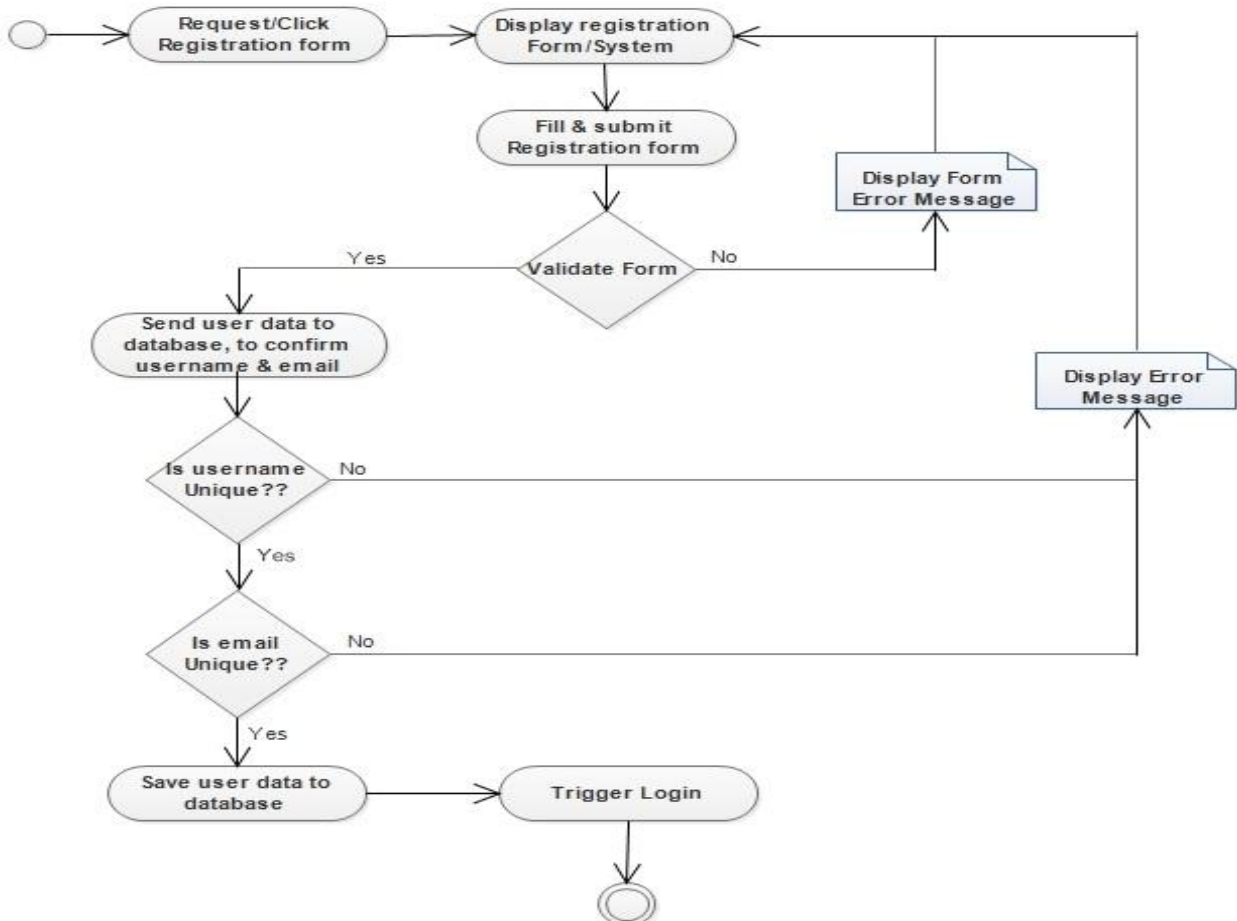 Request/Click
Registration form
Display registration
Form/System
Fill & submit
Registration form
Display Form
Error Message
Validate Form
Yes
No
Send user data to
database, to confirm
username & email
Display Error
Message
Is username
Unique??
No
Yes
Is email
Unique??
No
Yes
Save user data to
database
Trigger Login